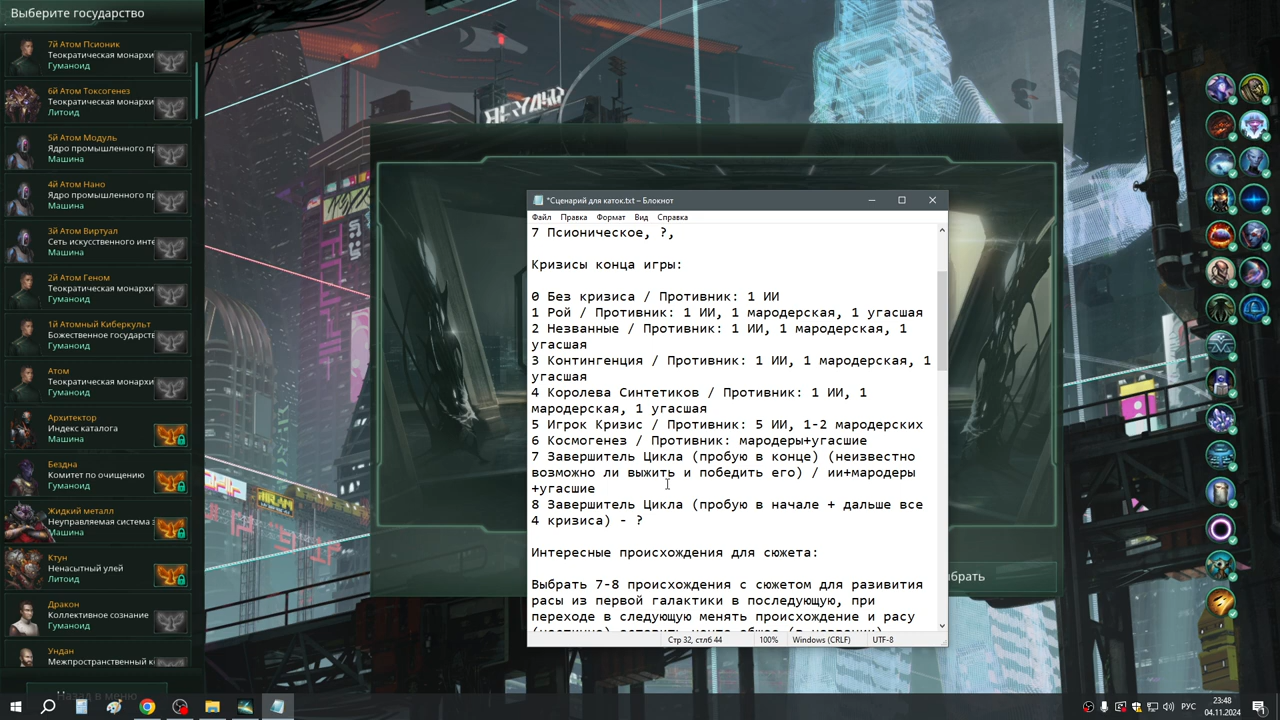 Выберите государство
7й Атом Псионик
Теократическая монархи
Гуманоид
6й Атом Токсогенез
Теократическая монархи
Литоид
5й Атом Модуль
Ядро промышленного пр
Машина
4й Атом Нано
Ядро промышленного пр
Машина
3й Атом Виртуал
Сеть искусственного инте
Машина
2й Атом Геном
Теократическая монархи
Гуманоид
1й Атомный Киберкульт
Божественное государств
Гуманоид
Атом
Теократическая монархи
Гуманоид
Архитектор
Индекс каталога
Машина
Бездна
Комитет по очищению
Гуманоид
Жидкий металл
Неуправляемая система з
Машина
Ктун
Ненасытный улей
Литоид
Дракон
Коллективное сознание
Гуманоид
Ундан
Межпространственный к
Назад в меню
*Сценарий для каток.txt – Блокнот
Файл Правка Формат Вид Справка
7 Псионическое, ?,
Кризисы конца игры:
0 Без кризиса / Противник: 1 ИИ
1 Рой / Противник: 1 ИИ, 1 мародерская, 1 угасшая
2 Незванные / Противник: 1 ИИ, 1 мародерская, 1
угасшая
3 Контингенция / Противник: 1 ИИ, 1 мародерская, 1
угасшая
4 Королева Синтетиков / Противник: 1 ИИ, 1
мародерская, 1 угасшая
5 Игрок Кризис / Противник: 5 ИИ, 1-2 мародерских
6 Космогенез / Противник: мародеры+угасшие
7 Завершитель Цикла (пробую в конце) (неизвестно
возможно ли выжить и победить его) / ии+мародеры
+угасшие
8 Завершитель Цикла (пробую в начале + дальше все
4 кризиса) - ?
Интересные происхождения для сюжета:
Выбрать 7-8 происхождения с сюжетом для разивития
расы из первой галактики в последующую, при
переходе в следующую менять происхождение и расу
Стр 32, стлб 44
100%
Windows (CRLF)
UTF-8
ыбрать
РУС
23:48
04.11.2024